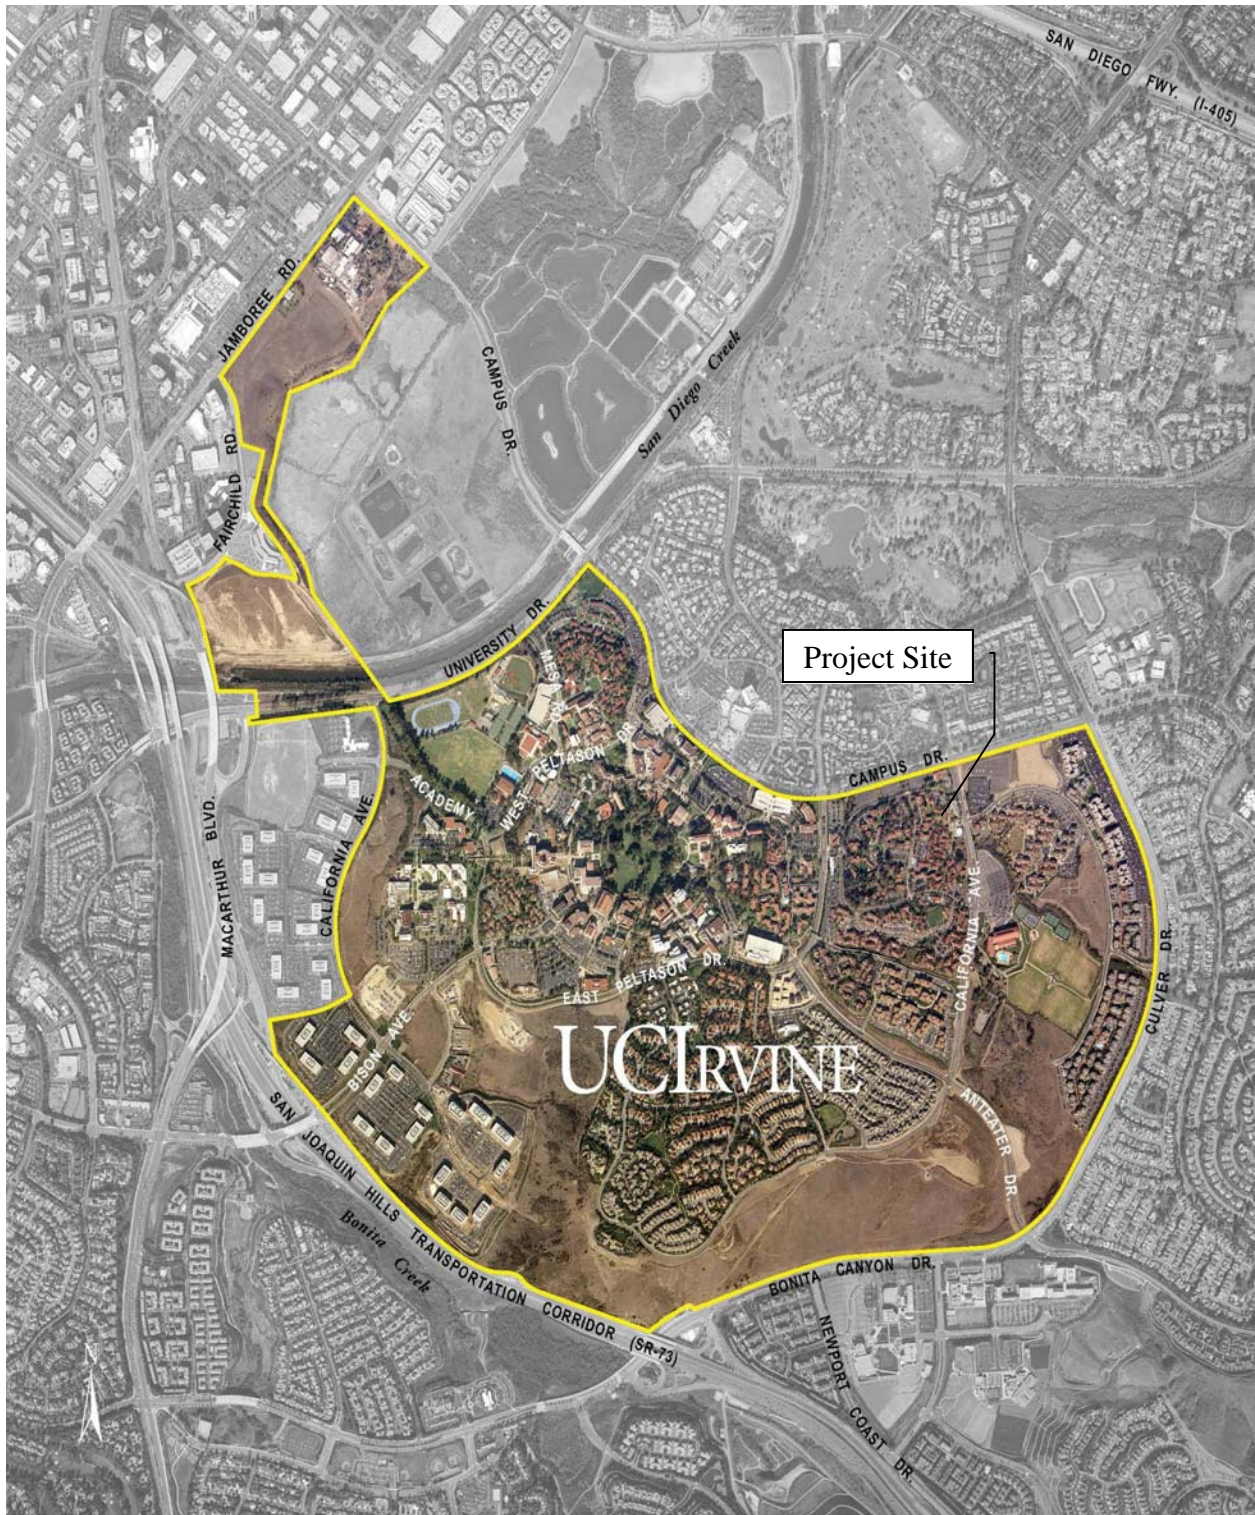 SAN DIEGO FWY. (I-405)
JAMBOREE RD.
CAMPUS DR.
San Diego Creek
FAIRCHILD RD.
UNIVERSITY DR.
MESA RD.
Project Site
WEST PELTASON DR.
CAMPUS DR.
ACADEMY
MACARTHUR BLVD.
CALIFORNIA AVE.
CALIFORNIA AVE.
CULVER DR.
EAST PELTASON DR.
UCIRVINE
BISON AVE.
ANTEATER DR.
SAN JOAQUIN HILLS TRANSPORTATION CORRIDOR (SR-73)
Bonita Creek
BONITA CANYON DR.
NEWPORT COAST DR.